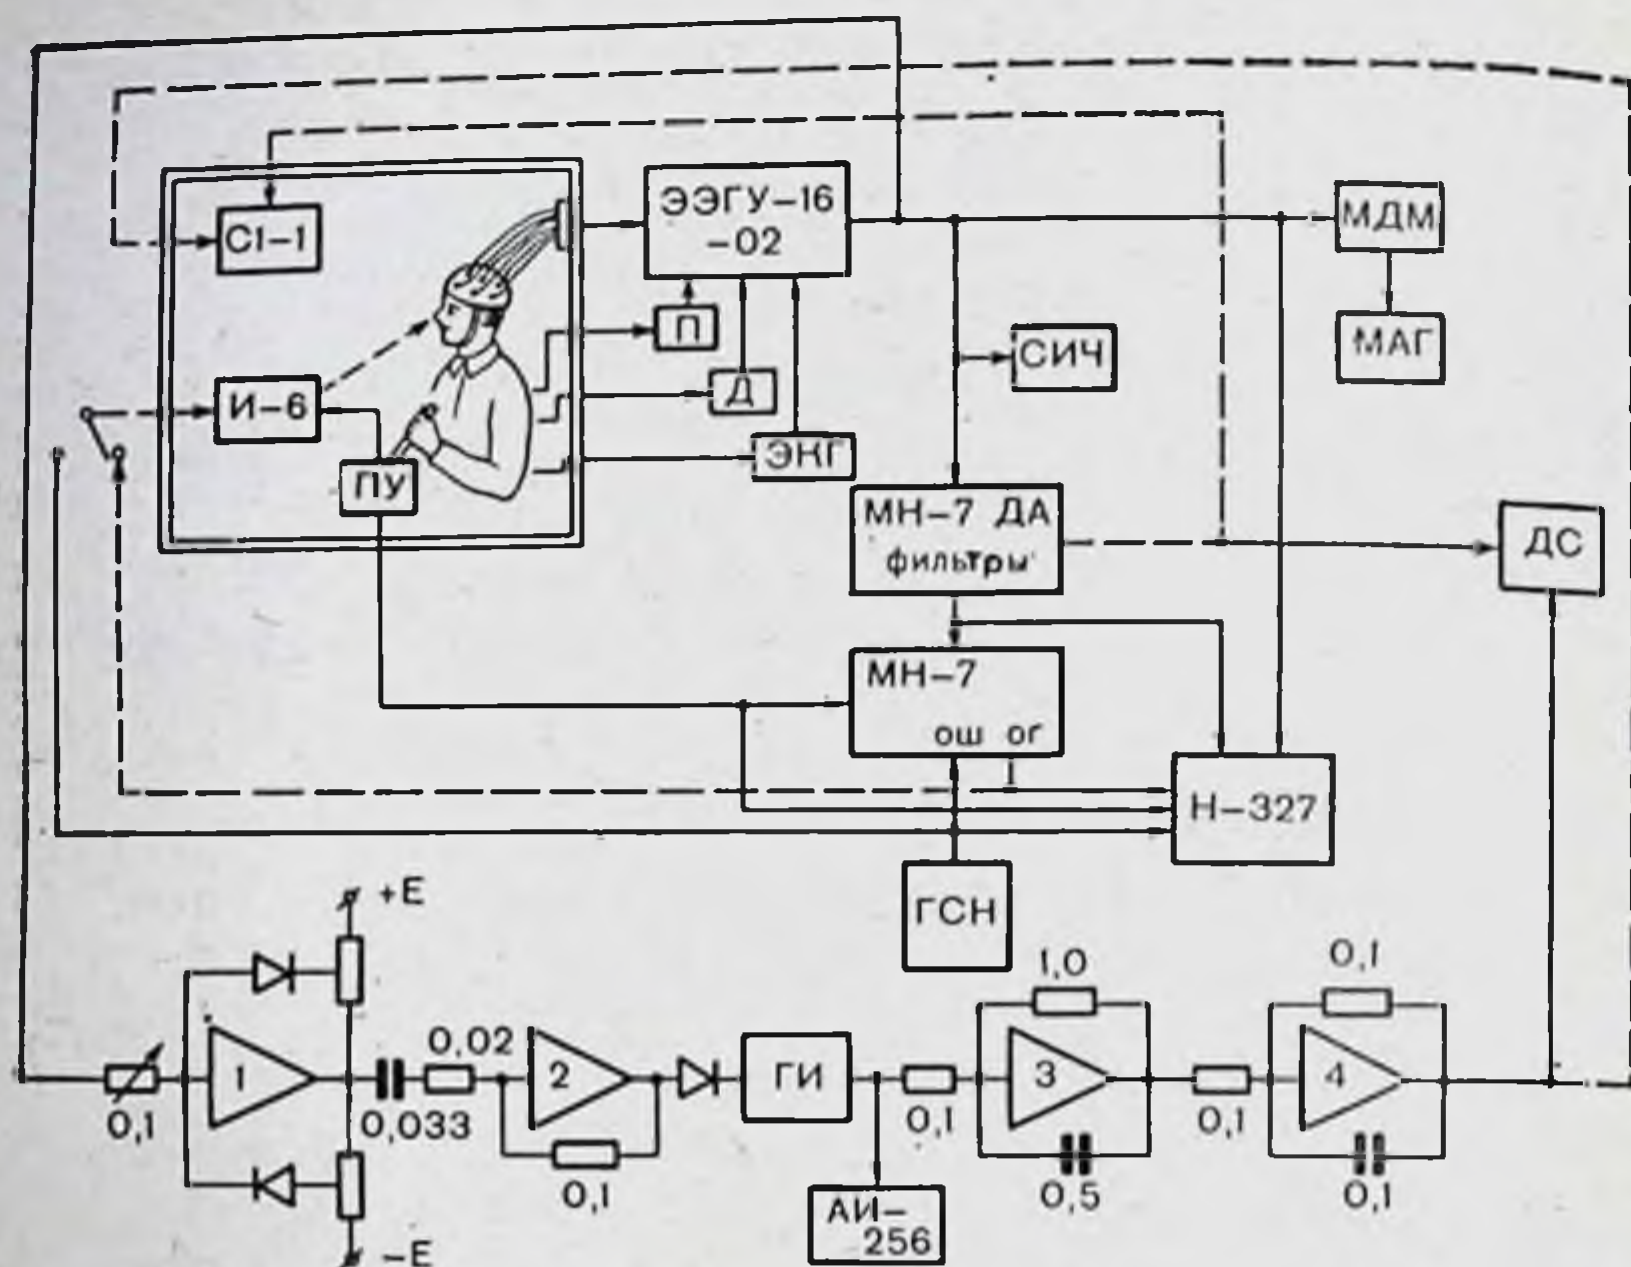 ЭЭГУ-16
-02
МДМ
С1-1
П
МАГ
СИЧ
Д
И-6
ЭКГ
ПУ
МН-7 ДА
фильтры
ДС
МН-7
ош ог
Н-327
ГСН
+Е
1,0
0,1
0,02
1
2
ГИ
3
4
0,1
0,033
0,1
0,1
0,1
0,5
0,1
АИ-
256
-Е